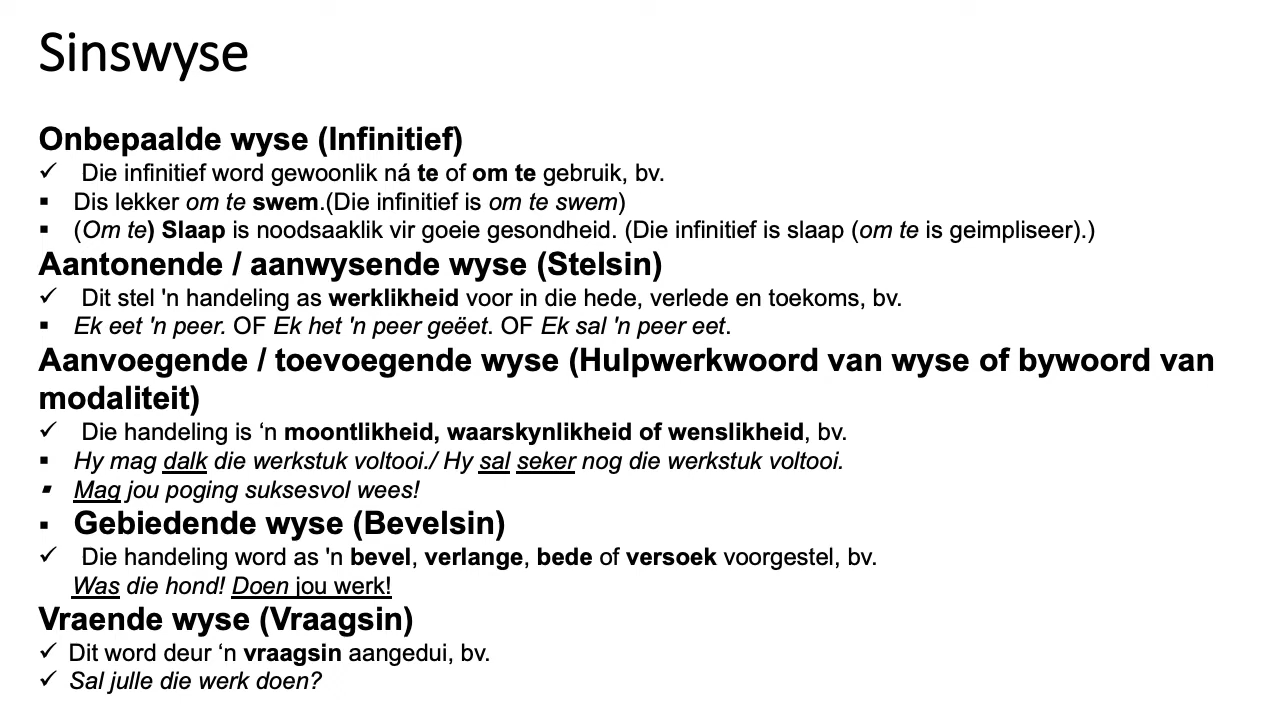 Sinswyse
Onbepaalde wyse (Infinitief)
✓ Die infinitief word gewoonlik ná te of om te gebruik, bv.
▪ Dis lekker om te swem.(Die infinitief is om te swem)
▪ (Om te) Slaap is noodsaaklik vir goeie gesondheid. (Die infinitief is slaap (om te is geimpliseer).)
Aantonende / aanwysende wyse (Stelsin)
✓ Dit stel 'n handeling as werklikheid voor in die hede, verlede en toekoms, bv.
▪ Ek eet 'n peer. OF Ek het 'n peer geëet. OF Ek sal 'n peer eet.
Aanvoegende / toevoegende wyse (Hulpwerkwoord van wyse of bywoord van
modaliteit)
✓ Die handeling is ‘n moontlikheid, waarskynlikheid of wenslikheid, bv.
▪ Hy mag dalk die werkstuk voltooi./ Hy sal seker nog die werkstuk voltooi.
▪ Mag jou poging suksesvol wees!
▪ Gebiedende wyse (Bevelsin)
✓ Die handeling word as 'n bevel, verlange, bede of versoek voorgestel, bv.
Was die hond! Doen jou werk!
Vraende wyse (Vraagsin)
✓ Dit word deur ‘n vraagsin aangedui, bv.
✓ Sal julle die werk doen?